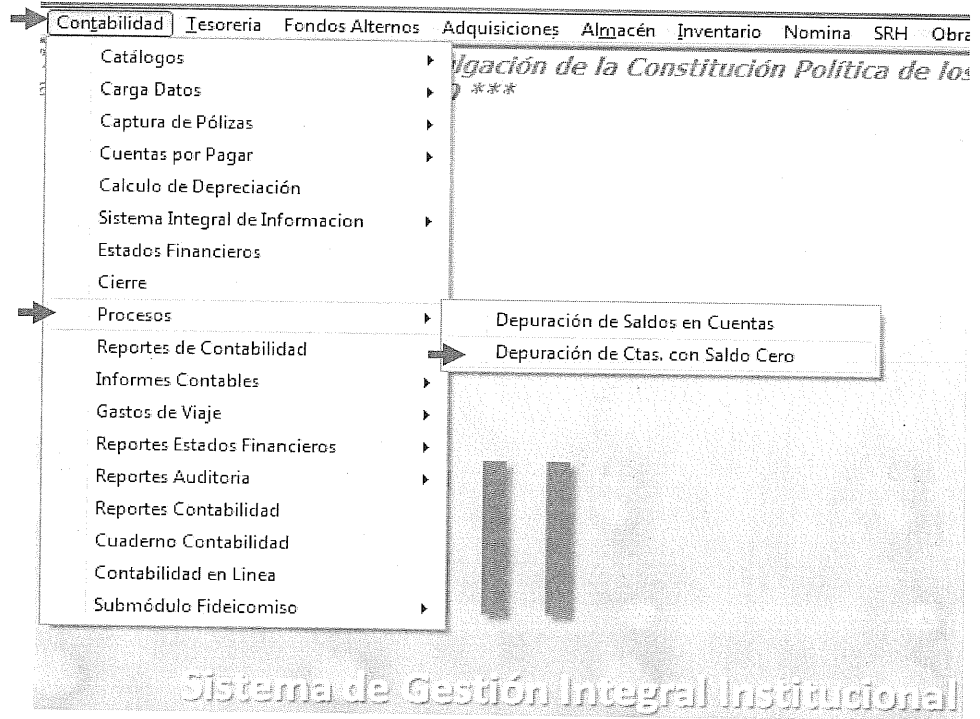 Contabilidad Tesoreria Fondos Alternos Adquisiciones Almacén Inventario Nomina SRH Obra
Catálogos
Carga Datos
Captura de Pólizas
Cuentas por Pagar
Calculo de Depreciación
Sistema Integral de Informacion
Estados Financieros
Cierre
Procesos
Reportes de Contabilidad
Informes Contables
Gastos de Viaje
Reportes Estados Financieros
Reportes Auditoria
Reportes Contabilidad
Cuaderno Contabilidad
Contabilidad en Linea
Submódulo Fideicomiso
lgación de la Constitución Política de los
***
Depuración de Saldos en Cuentas
Depuración de Ctas. con Saldo Cero
Sistema de Gestión Integral Institucional